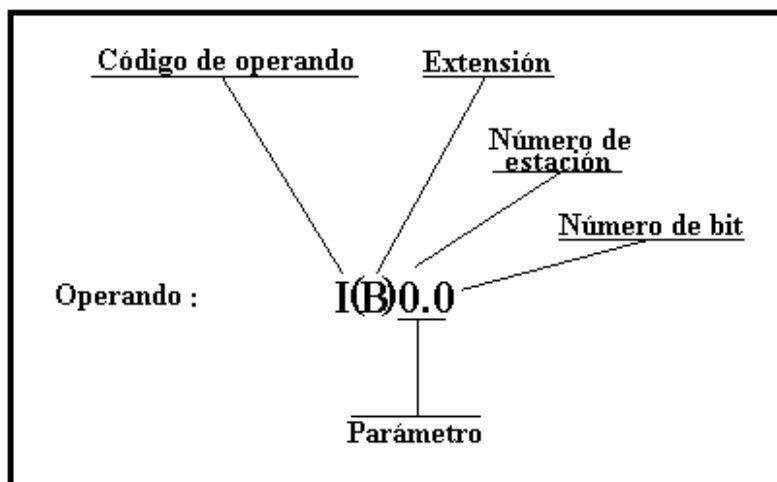 Código de operando
Extensión
Número de
estación
Número de bit
Operando :
I(B)0.0
Parámetro